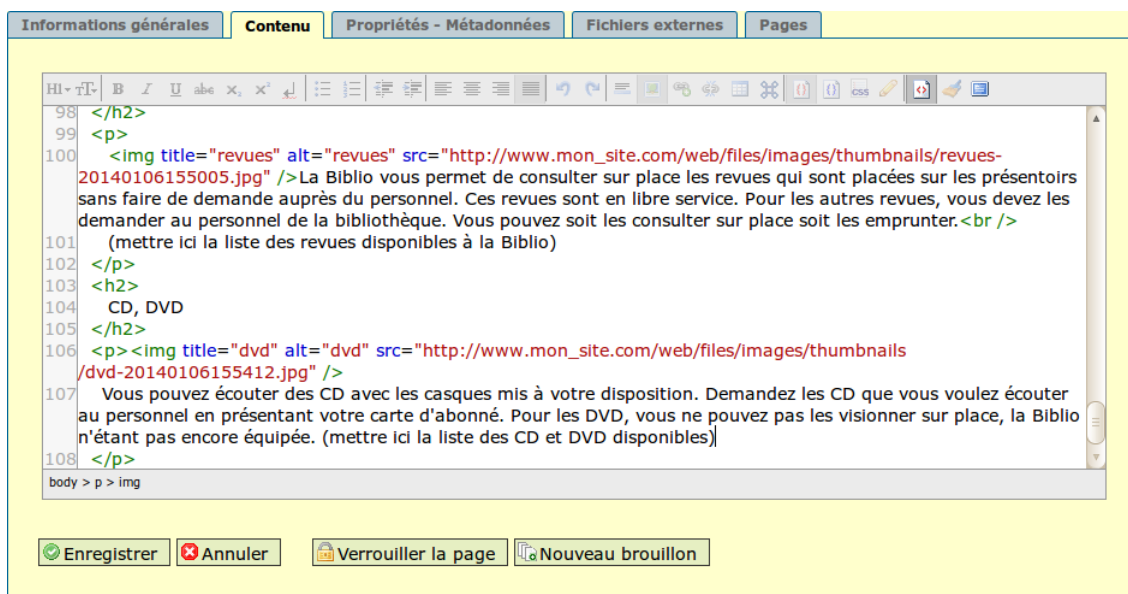 Informations générales Contenu Propriétés - Métadonnées Fichiers externes Pages
H1 TT B I U abc x, x² css
98 </h2>
99 <p>
100 <img title="revues" alt="revues" src="http://www.mon_site.com/web/files/images/thumbnails/revues-
20140106155005.jpg" />La Biblio vous permet de consulter sur place les revues qui sont placées sur les présentoirs
sans faire de demande auprès du personnel. Ces revues sont en libre service. Pour les autres revues, vous devez les
demander au personnel de la bibliothèque. Vous pouvez soit les consulter sur place soit les emprunter.<br />
101 (mettre ici la liste des revues disponibles à la Biblio)
102 </p>
103 <h2>
104 CD, DVD
105 </h2>
106 <p><img title="dvd" alt="dvd" src="http://www.mon_site.com/web/files/images/thumbnails
/dvd-20140106155412.jpg" />
107 Vous pouvez écouter des CD avec les casques mis à votre disposition. Demandez les CD que vous voulez écouter
au personnel en présentant votre carte d'abonné. Pour les DVD, vous ne pouvez pas les visionner sur place, la Biblio
n'étant pas encore équipée. (mettre ici la liste des CD et DVD disponibles)
108 </p>
body > p > img
Enregistrer Annuler Verrouiller la page Nouveau brouillon